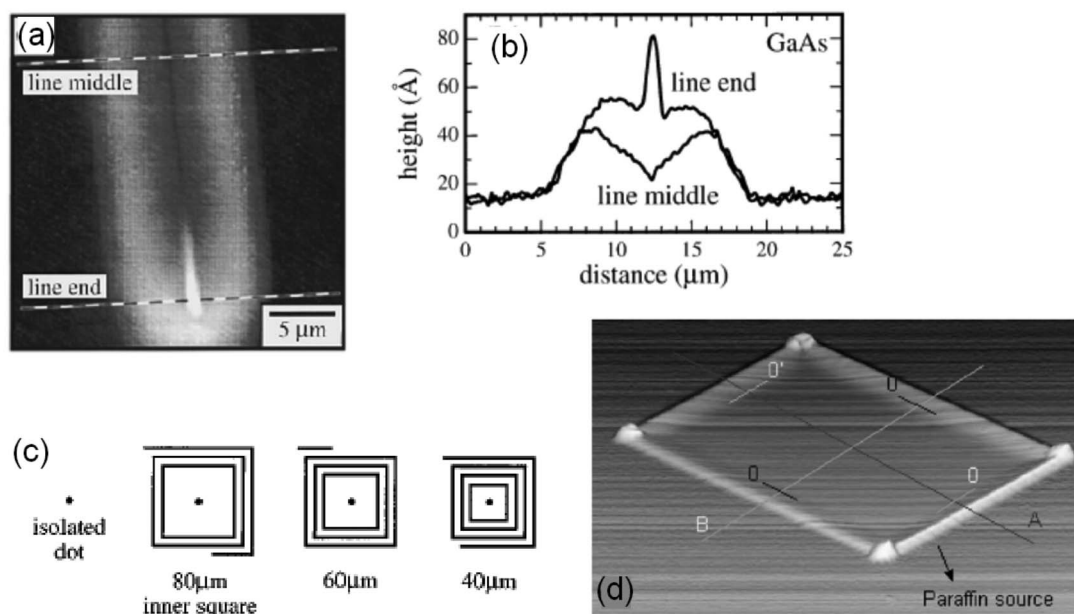 (a)
line middle
line end
5 μm
(b)
GaAs
height (Å)
80
60
40
20
0
line end
line middle
0
5
10
15
20
25
distance (μm)
(c)
isolated
dot
80μm
inner square
60μm
40μm
0'
0
0
0
B
A
(d)
Paraffin source